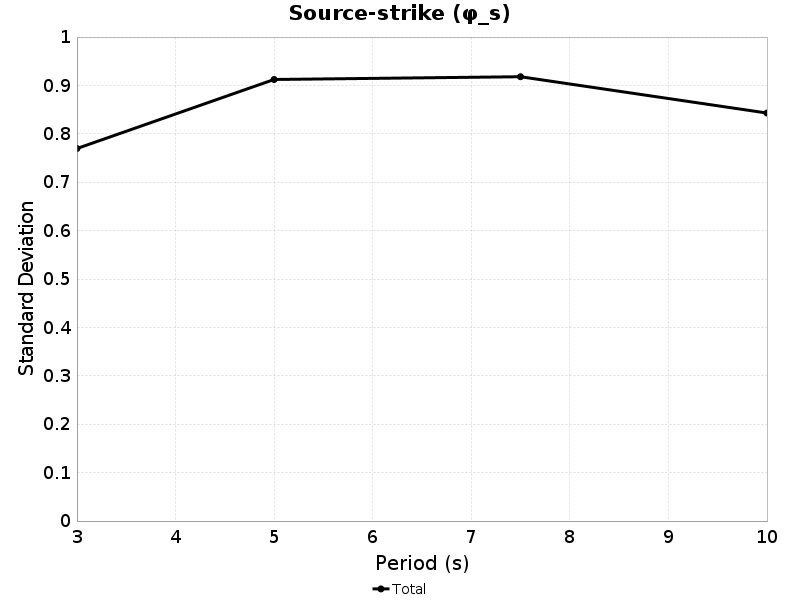 Source-strike (φ_s)
1
0.9
0.8
0.7
0.6
0.5
0.4
0.3
0.2
0.1
0
Standard Deviation
3 4 5 6 7 8 9 10
Period (s)
Total